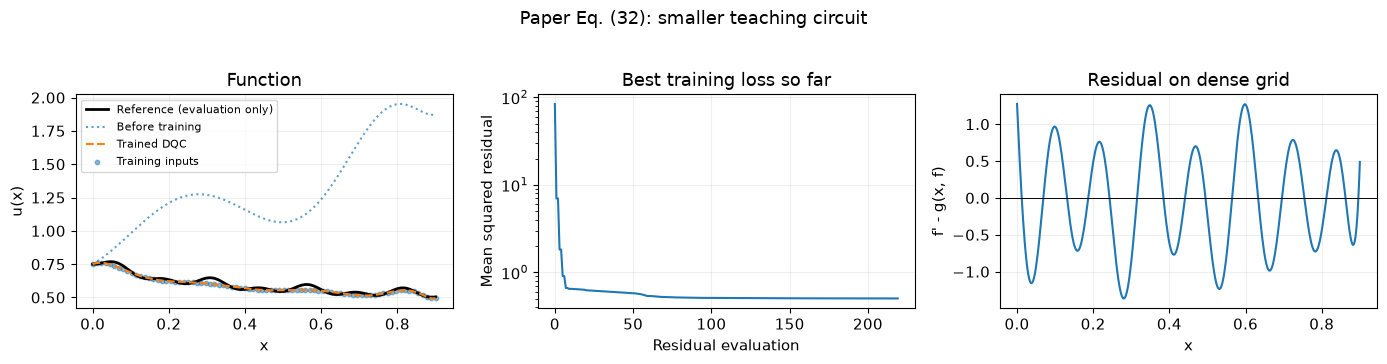 Paper Eq. (32): smaller teaching circuit
Function
2.00
1.75
1.50
1.25
1.00
0.75
0.50
u(x)
Reference (evaluation only)
Before training
Trained DQC
Training inputs
0.0 0.2 0.4 0.6 0.8
x
Best training loss so far
10²
10¹
10⁰
Mean squared residual
0 50 100 150 200
Residual evaluation
Residual on dense grid
1.0
0.5
0.0
−0.5
−1.0
f' - g(x, f)
0.0 0.2 0.4 0.6 0.8
x